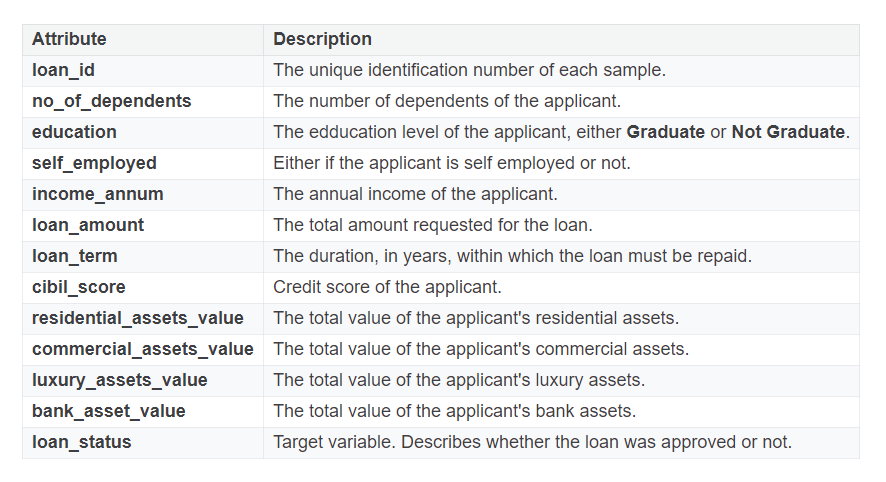 Attribute Description
loan_id The unique identification number of each sample.
no_of_dependents The number of dependents of the applicant.
education The edducation level of the applicant, either Graduate or Not Graduate.
self_employed Either if the applicant is self employed or not.
income_annum The annual income of the applicant.
loan_amount The total amount requested for the loan.
loan_term The duration, in years, within which the loan must be repaid.
cibil_score Credit score of the applicant.
residential_assets_value The total value of the applicant's residential assets.
commercial_assets_value The total value of the applicant's commercial assets.
luxury_assets_value The total value of the applicant's luxury assets.
bank_asset_value The total value of the applicant's bank assets.
loan_status Target variable. Describes whether the loan was approved or not.